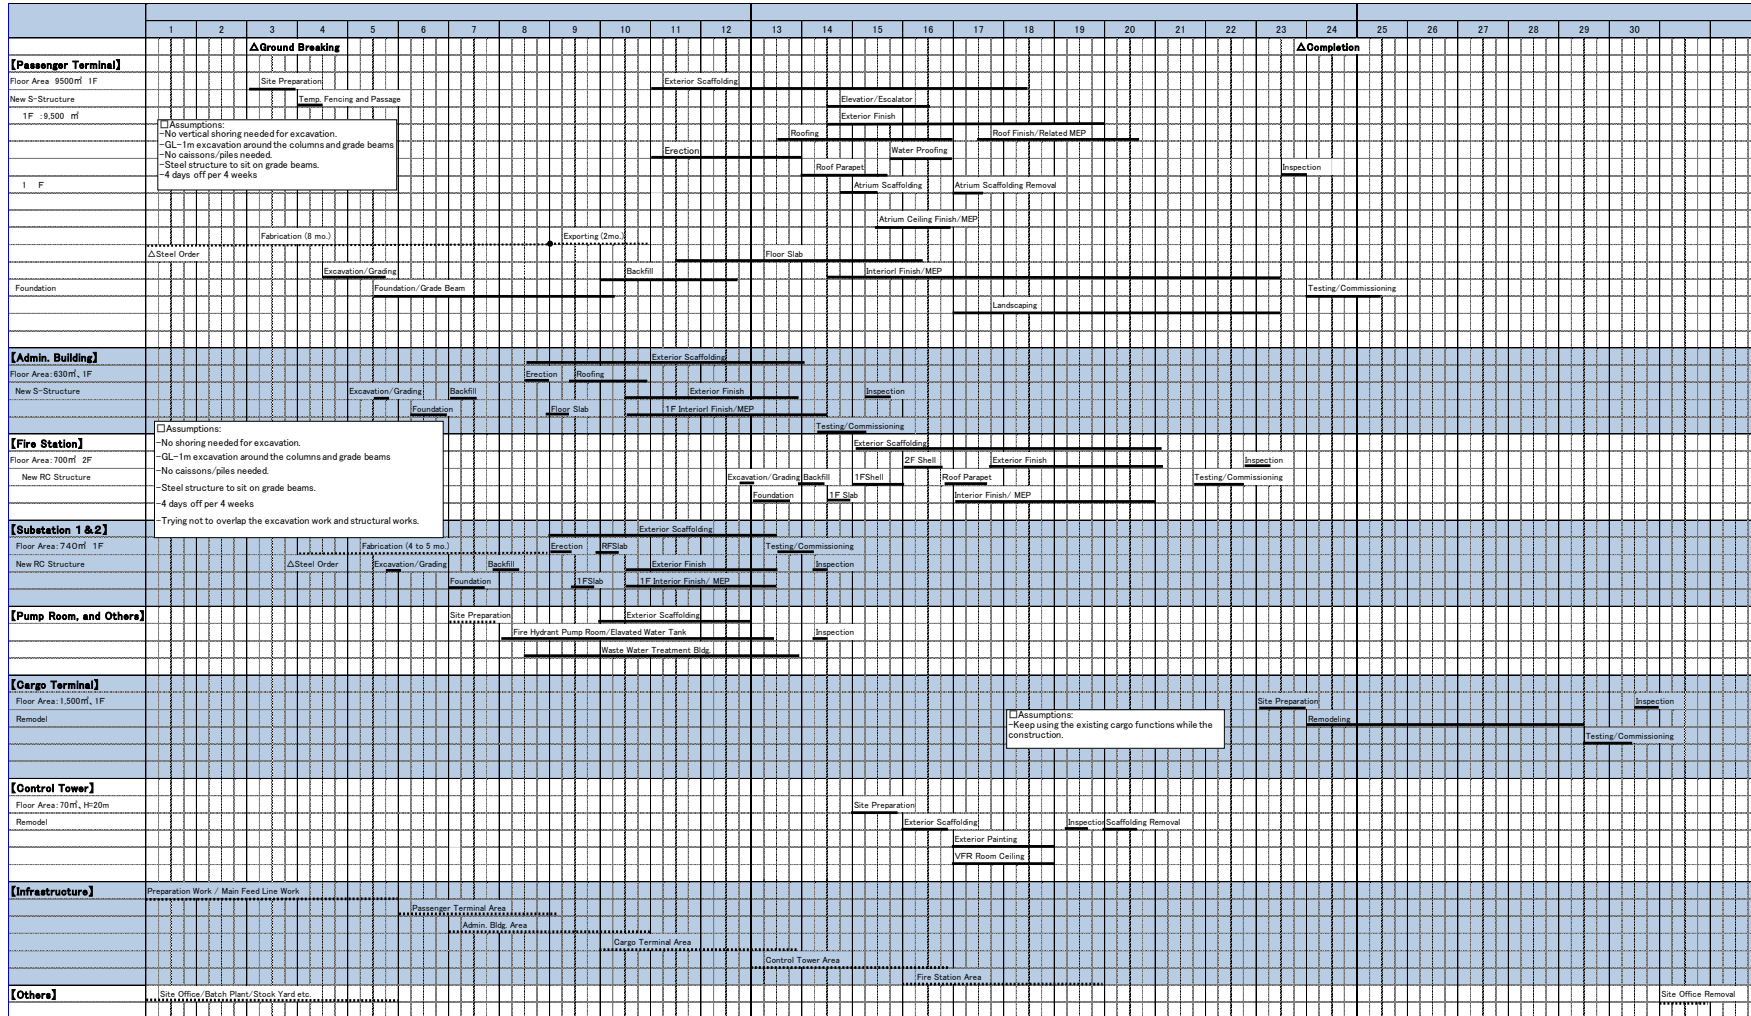 1 2 3 4 5 6 7 8 9 10 11 12 13 14 15 16 17 18 19 20 21 22 23 24 25 26 27 28 29 30
△Ground Breaking △Completion
【Passenger Terminal】
Floor Area 9500㎡ 1F Site Preparation Exterior Scaffolding
New S-Structure Temp. Fencing and Passage Elevatior/Escalator
1F :9,500 ㎡ Exterior Finish
□Assumptions:
-No vertical shoring needed for excavation.
-GL-1m excavation around the columns and grade beams
-No caissons/piles needed.
-Steel structure to sit on grade beams.
-4 days off per 4 weeks
Roofing Roof Finish/Related MEP
Erection Water Proofing
Roof Parapet Inspection
1 F Atrium Scaffolding Atrium Scaffolding Removal
Atrium Ceiling Finish/MEP
Fabrication (8 mo.) Exporting (2mo.)
△Steel Order Floor Slab
Excavation/Grading Backfill Interiorl Finish/MEP
Foundation Foundation/Grade Beam Testing/Commissioning
Landscaping
【Admin. Building】 Exterior Scaffolding
Floor Area:630㎡、1F Erection Roofing
New S-Structure Excavation/Grading Backfill Exterior Finish Inspection
Foundation Floor Slab 1F Interiorl Finish/MEP
Testing/Commissioning
□Assumptions:
-No shoring needed for excavation.
-GL-1m excavation around the columns and grade beams
-No caissons/piles needed.
-Steel structure to sit on grade beams.
-4 days off per 4 weeks
-Trying not to overlap the excavation work and structural works.
【Fire Station】 Exterior Scaffolding
Floor Area:700㎡ 2F 2F Shell Exterior Finish Inspection
New RC Structure Excavation/Grading Backfill 1FShell Roof Parapet Testing/Commissioning
Foundation 1F Slab Interior Finish/ MEP
【Substation 1 &2】 Exterior Scaffolding
Floor Area:740㎡ 1F Fabrication (4 to 5 mo.) Erection RFSlab Testing/Commissioning
New RC Structure △Steel Order Excavation/Grading Backfill Exterior Finish Inspection
Foundation 1FSlab 1F Interior Finish/ MEP
【Pump Room, and Others】 Site Preparation Exterior Scaffolding
Fire Hydrant Pump Room/Elavated Water Tank Inspection
Waste Water Treatment Bldg.
【Cargo Terminal】
Floor Area:1,500㎡、1F Site Preparation Inspection
Remodel Remodeling
□Assumptions:
-Keep using the existing cargo functions while the
construction.
Testing/Commissioning
【Control Tower】
Floor Area:70㎡、H=20m Site Preparation
Remodel Exterior Scaffolding Inspection Scaffolding Removal
Exterior Painting
VFR Room Ceiling
【Infrastructure】 Preparation Work / Main Feed Line Work
Passenger Terminal Area
Admin. Bldg. Area
Cargo Terminal Area
Control Tower Area
Fire Station Area
【Others】 Site Office/Batch Plant/Stock Yard etc. Site Office Removal